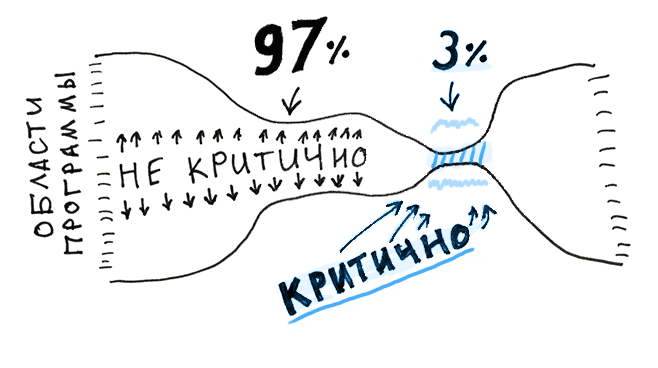 97%
3%
ОБЛАСТИ
ПРОГРАММЫ
НЕ КРИТИЧНО
КРИТИЧНО